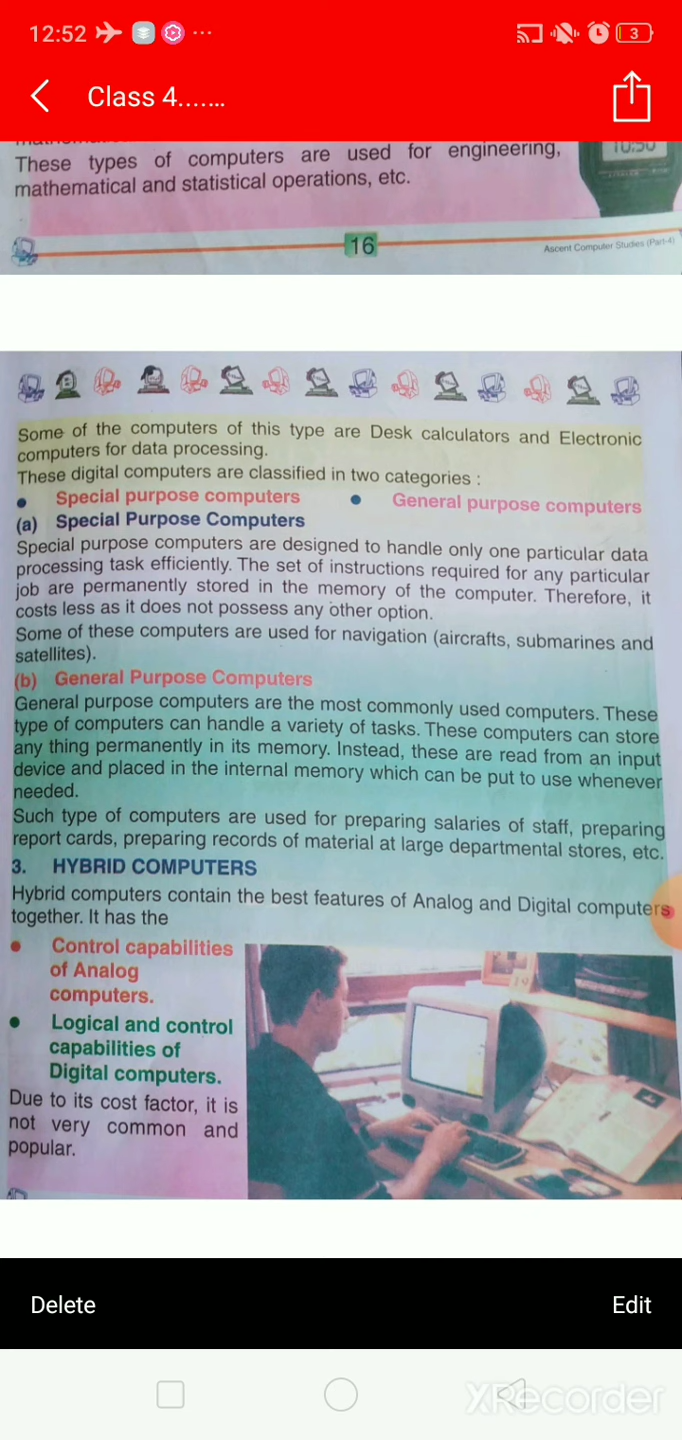 12:52
3
Class 4.......
These types of computers are used for engineering,
mathematical and statistical operations, etc.
10:50
16
Ascent Computer Studies (Part-4)
Some of the computers of this type are Desk calculators and Electronic
computers for data processing.
These digital computers are classified in two categories :
• Special purpose computers • General purpose computers
(a) Special Purpose Computers
Special purpose computers are designed to handle only one particular data
processing task efficiently. The set of instructions required for any particular
job are permanently stored in the memory of the computer. Therefore, it
costs less as it does not possess any other option.
Some of these computers are used for navigation (aircrafts, submarines and
satellites).
(b) General Purpose Computers
General purpose computers are the most commonly used computers. These
type of computers can handle a variety of tasks. These computers can store
any thing permanently in its memory. Instead, these are read from an input
device and placed in the internal memory which can be put to use whenever
needed.
Such type of computers are used for preparing salaries of staff, preparing
report cards, preparing records of material at large departmental stores, etc.
3. HYBRID COMPUTERS
Hybrid computers contain the best features of Analog and Digital computers
together. It has the
• Control capabilities
of Analog
computers.
• Logical and control
capabilities of
Digital computers.
Due to its cost factor, it is
not very common and
popular.
Delete
Edit
XRecorder